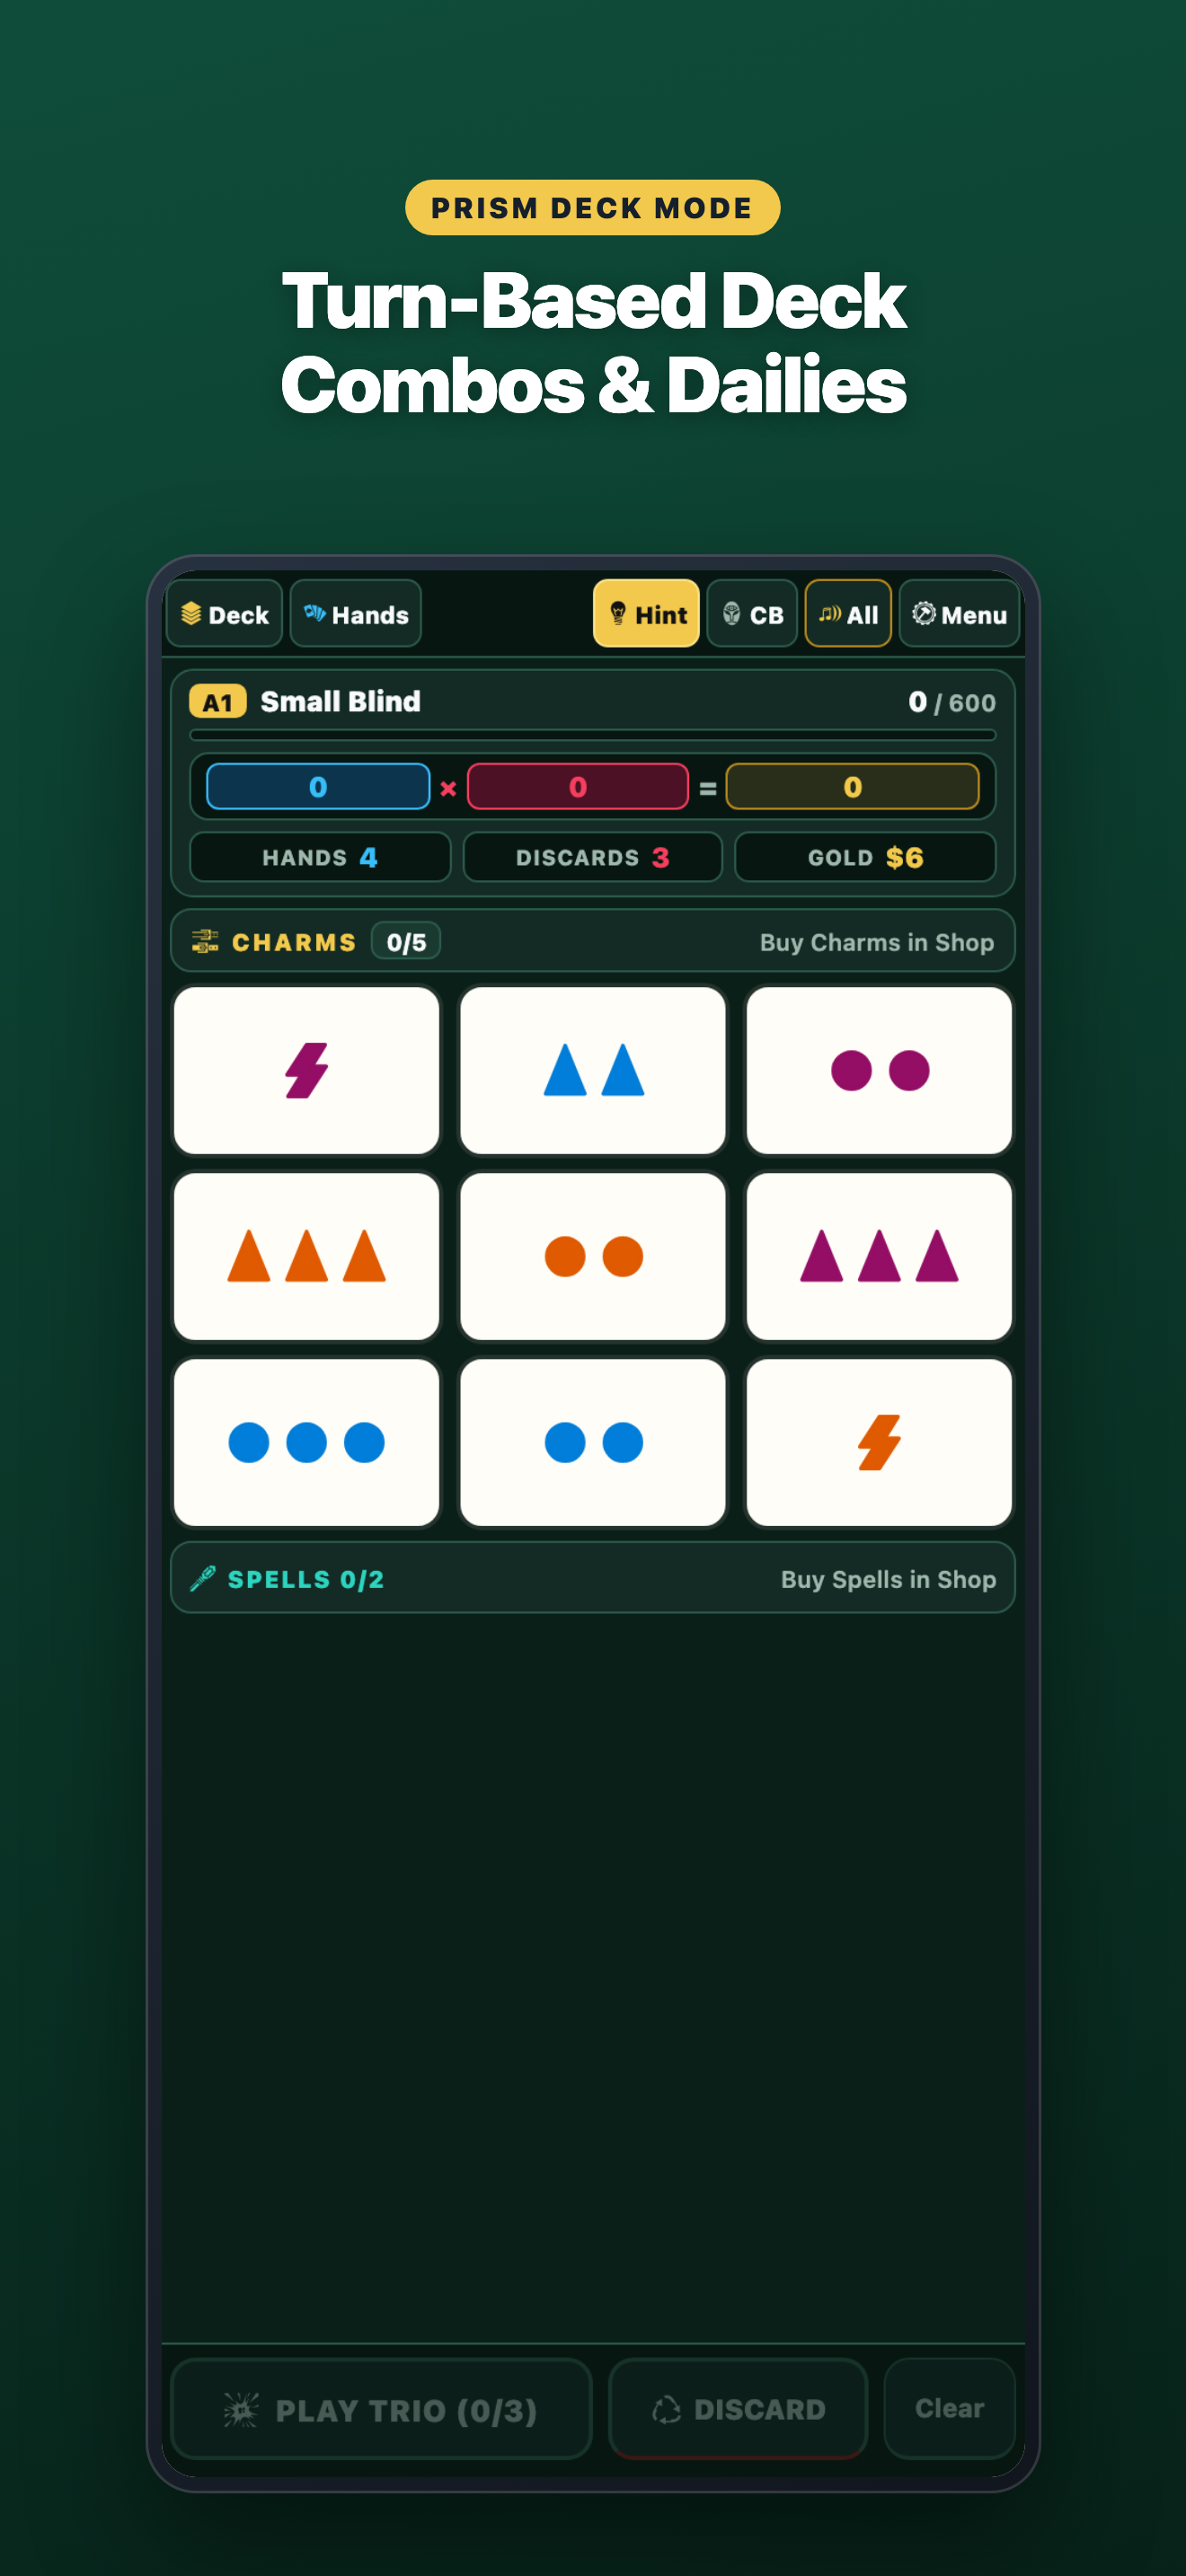 PRISM DECK MODE
Turn-Based Deck
Combos & Dailies
Deck Hands Hint CB All Menu
A1 Small Blind 0 / 600
0 × 0 = 0
HANDS 4 DISCARDS 3 GOLD $6
CHARMS 0/5 Buy Charms in Shop
SPELLS 0/2 Buy Spells in Shop
PLAY TRIO (0/3) DISCARD Clear